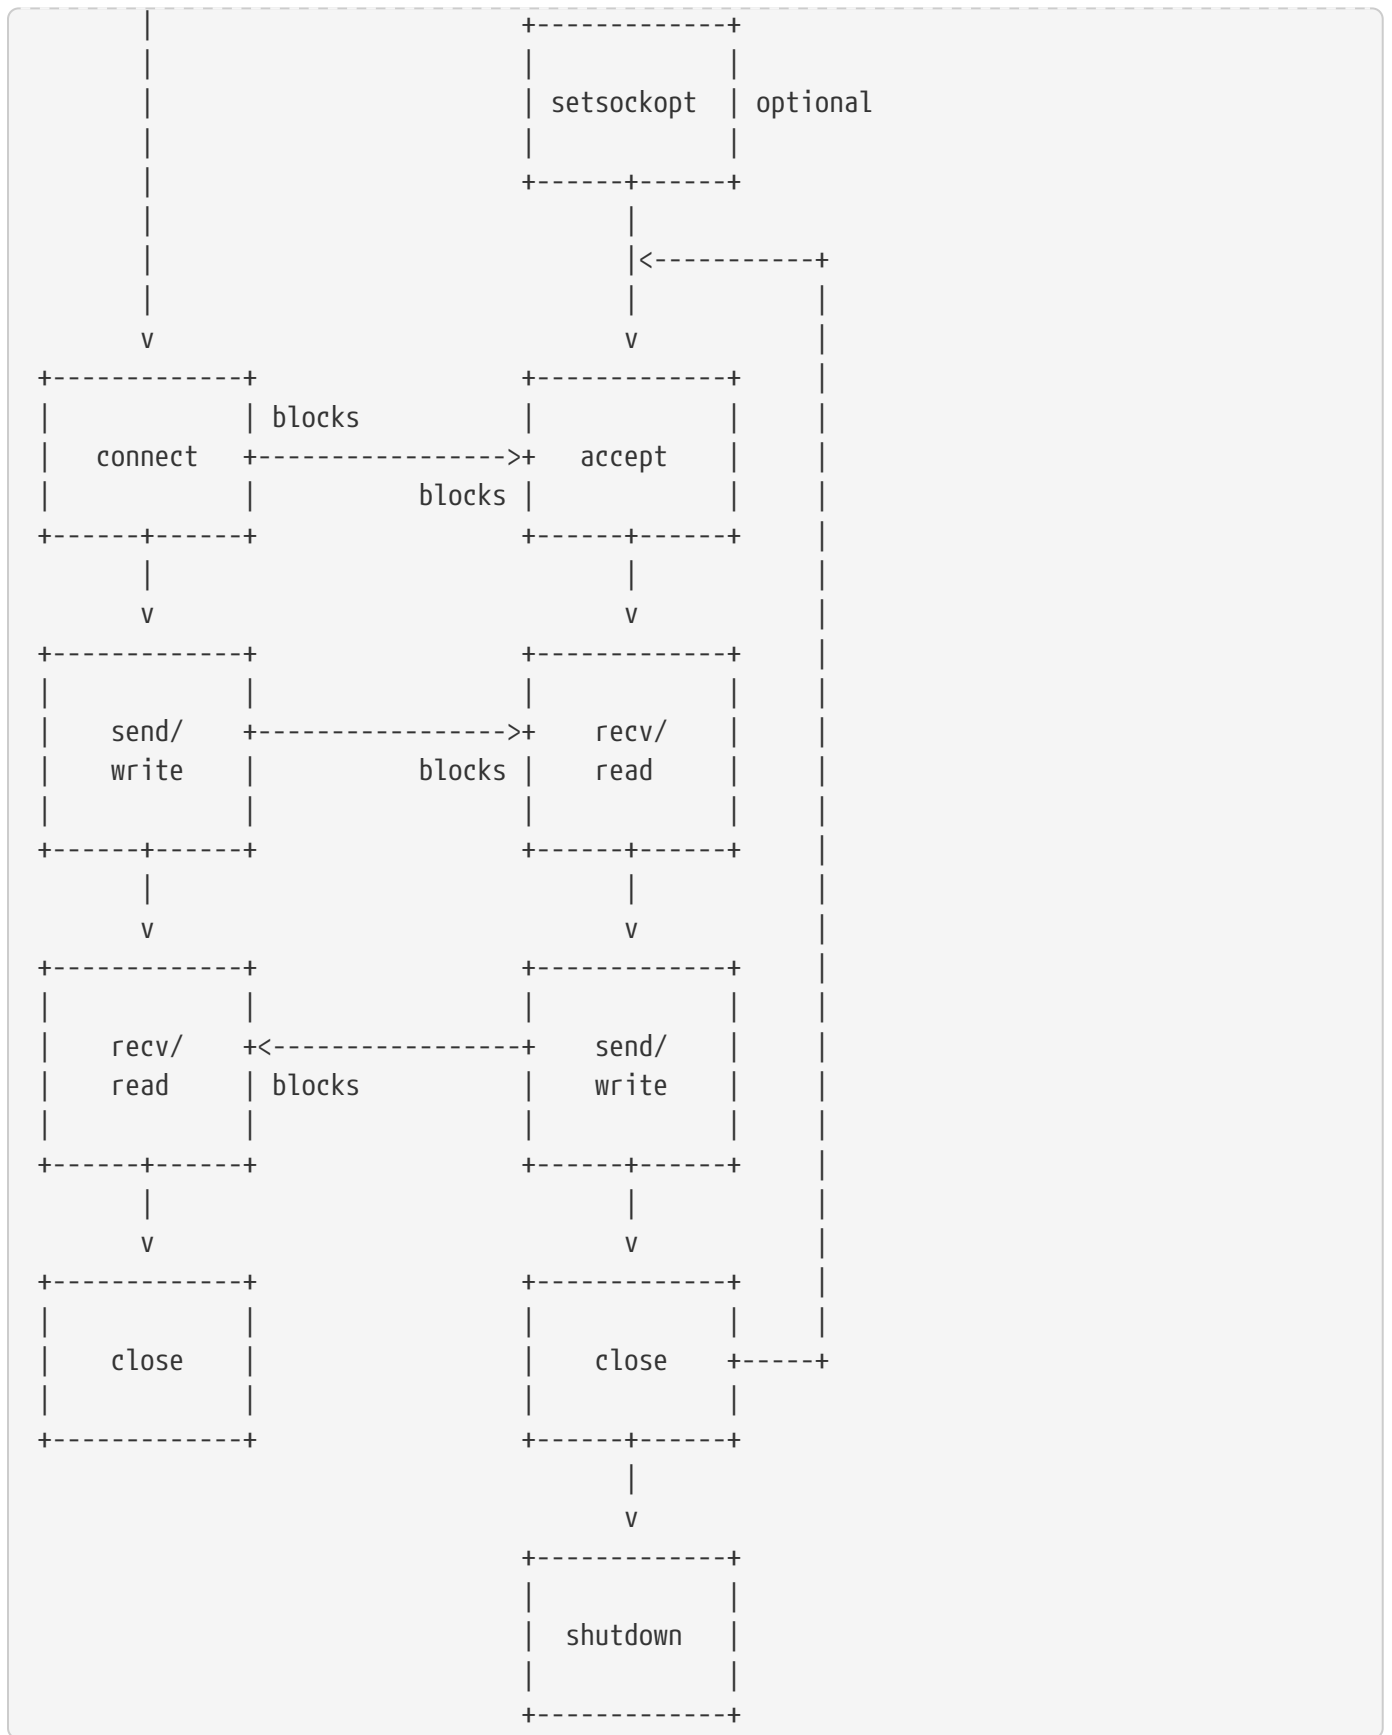 setsockopt optional
blocks
connect accept
blocks
send/ recv/
write blocks read
recv/ send/
read blocks write
close close
shutdown